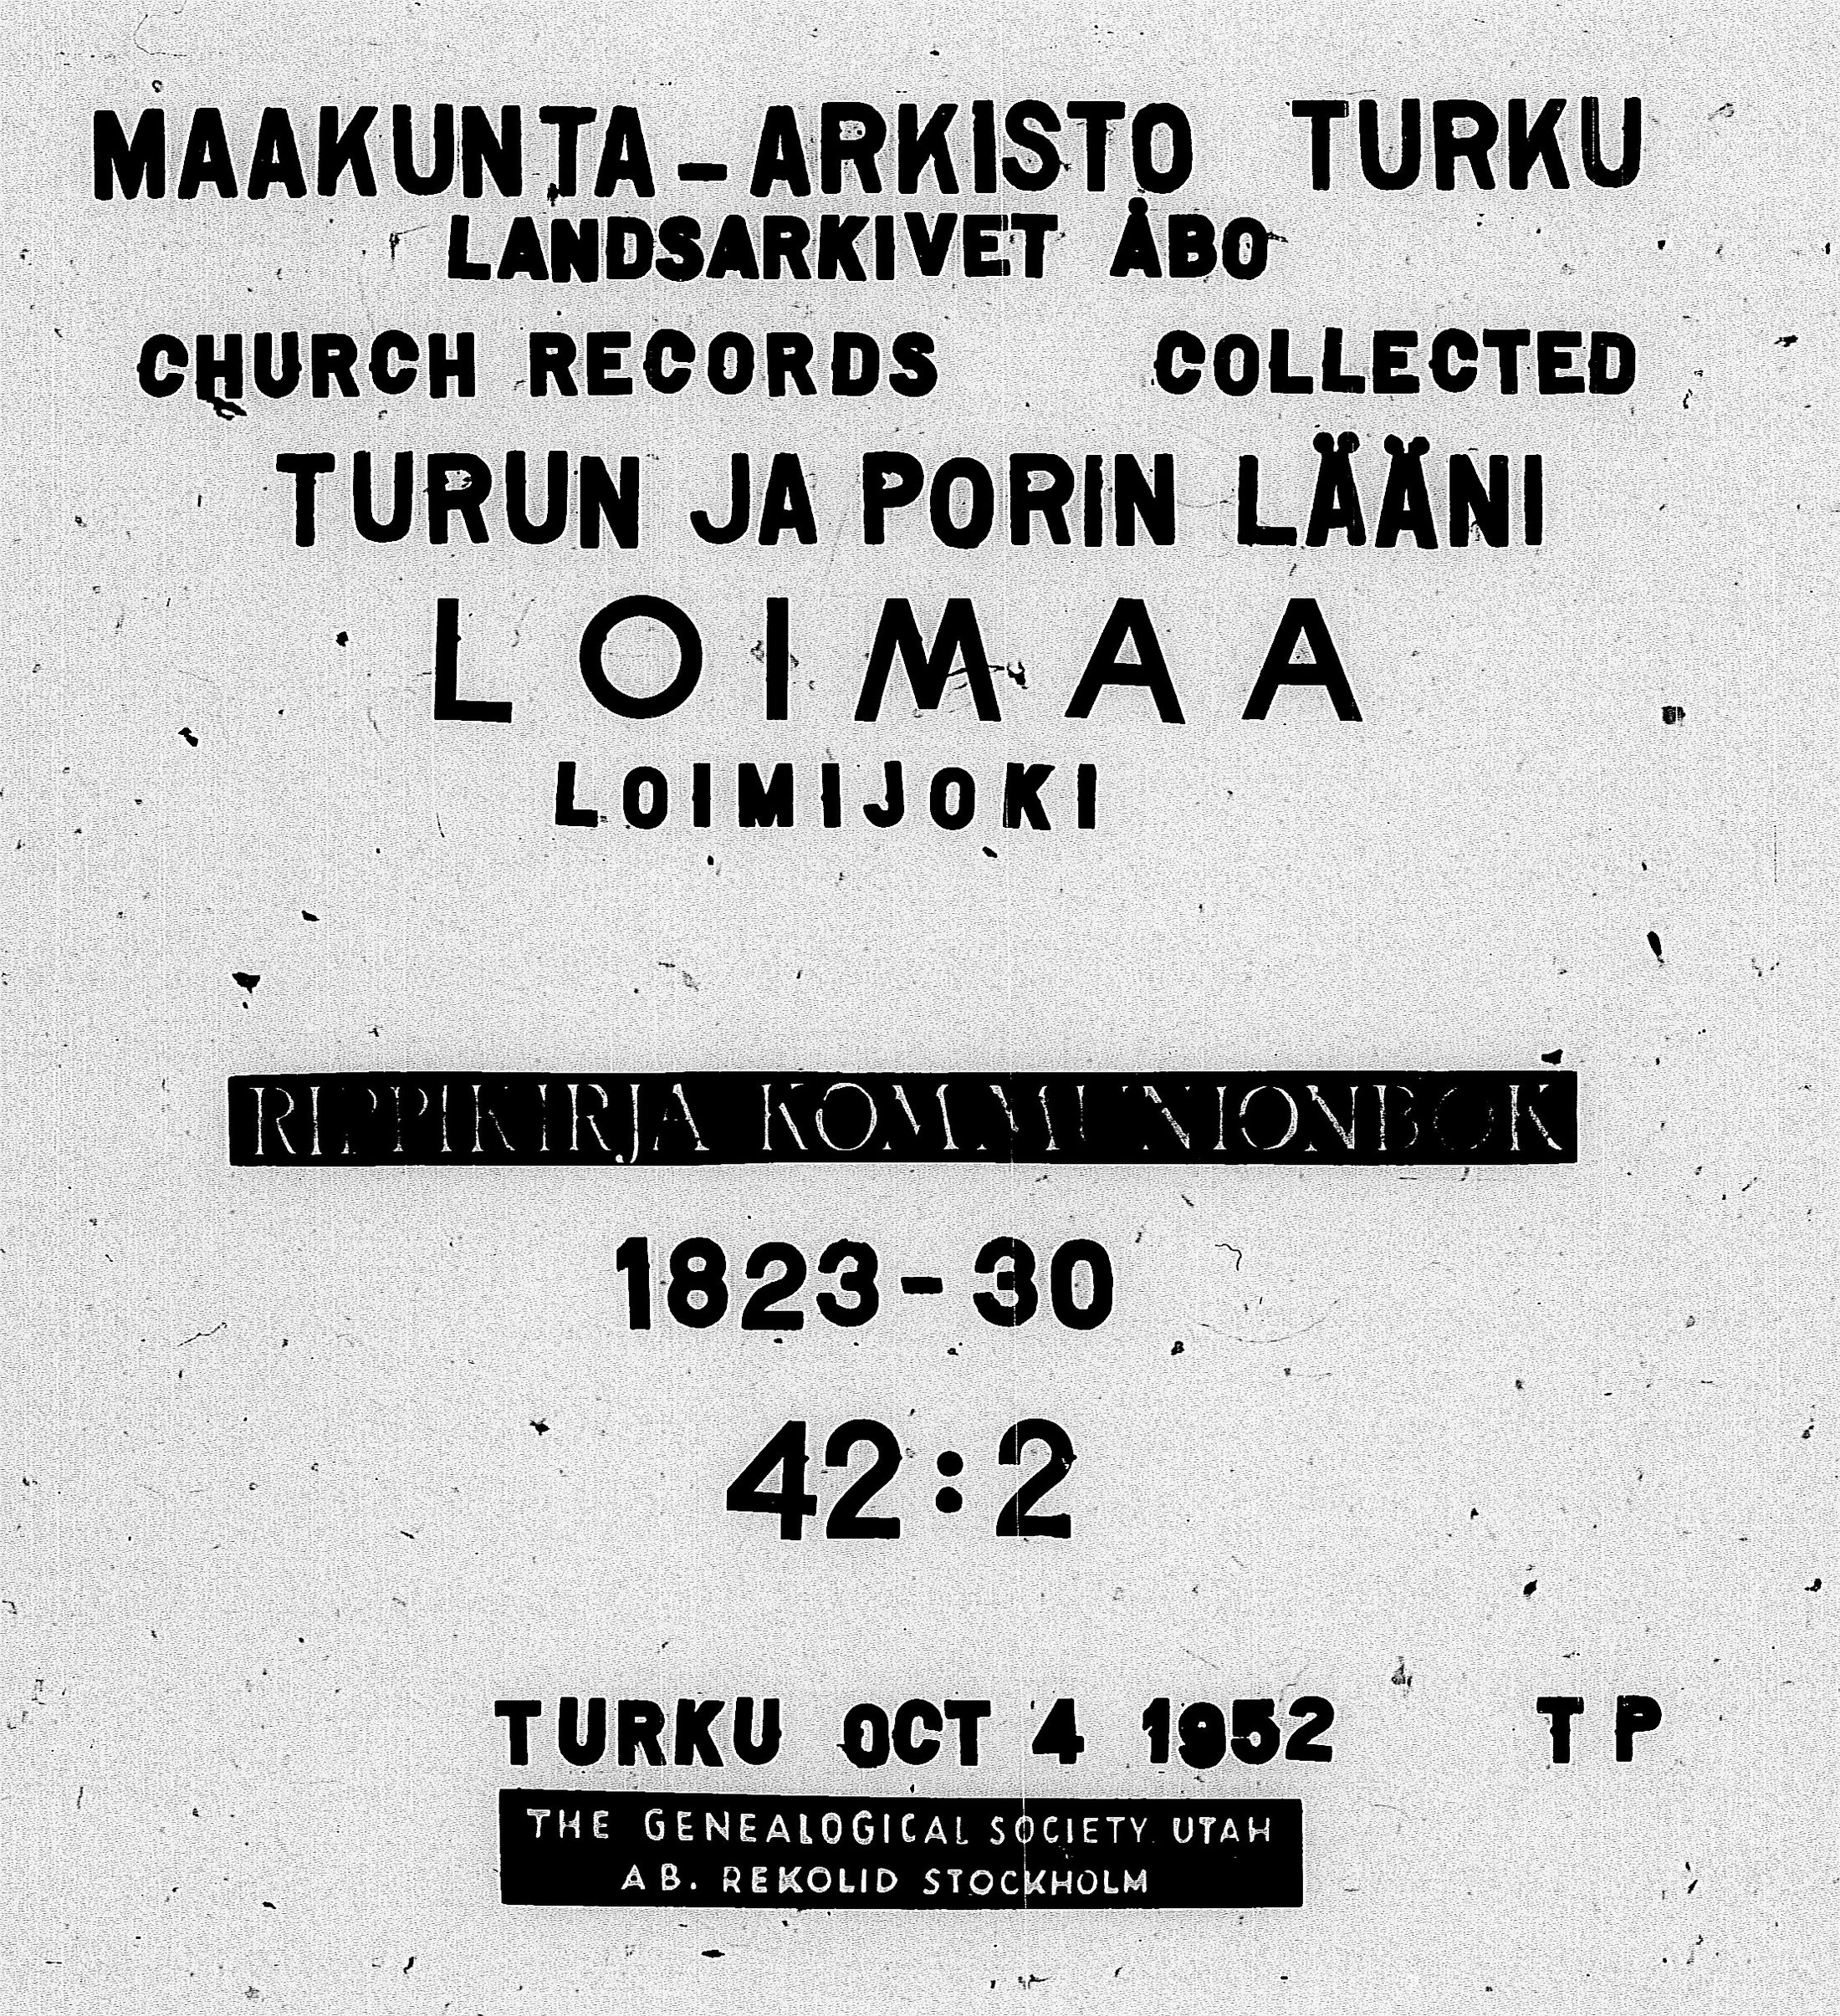 MAAKUNTA-ARKISTO TURKU
LANDSARKIVET ÅBO
CHURCH RECORDS COLLECTED
TURUN JA PORIN LÄÄNI
LOIMAA
LOIMIJOKI
RIPPIKIRJA KOMMUNIONBOK
1823-30
42:2
TURKU OCT 4 1952 T P
THE GENEALOGICAL SOCIETY UTAH
AB. REKOLID STOCKHOLM